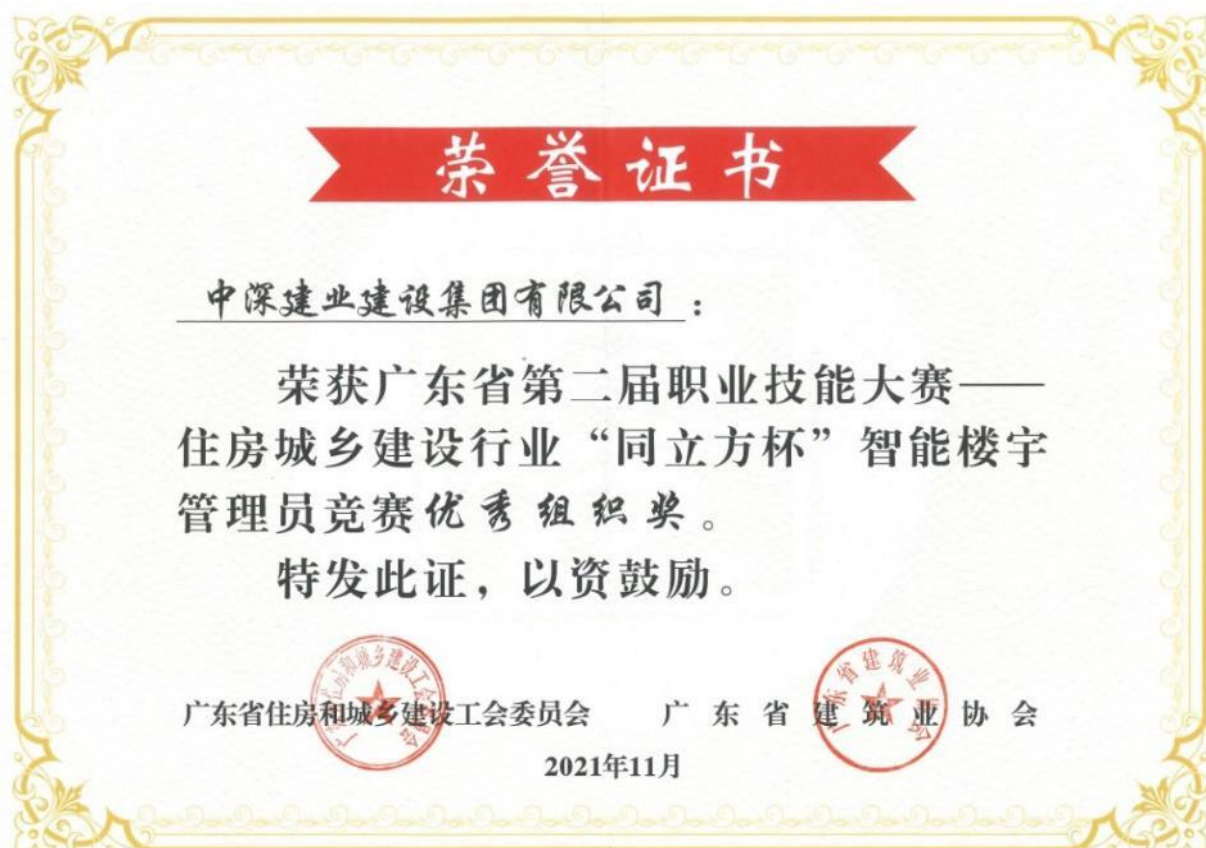 荣誉证书
中深建业建设集团有限公司：
荣获广东省第二届职业技能大赛——
住房城乡建设行业“同立方杯”智能楼宇
管理员竞赛优秀组织奖。
特发此证，以资鼓励。
广东省住房和城乡建设工会委员会 广东省建筑业协会
2021年11月